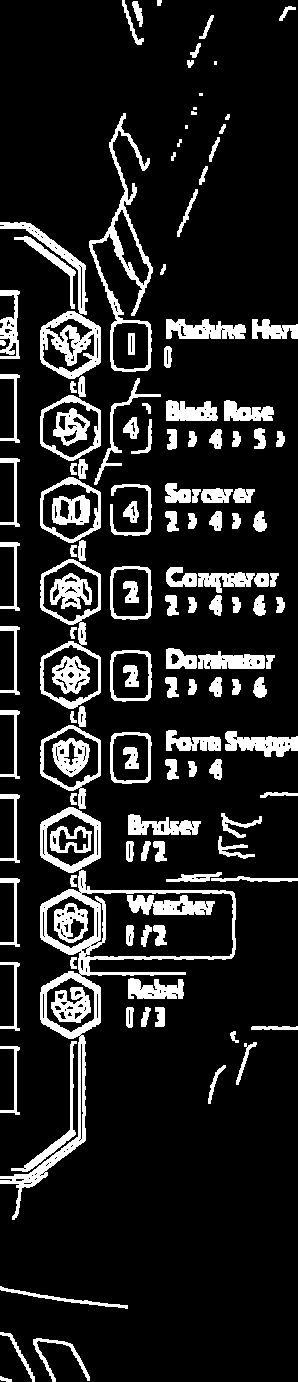 1
Machine Hera
1
4
Black Rose
3 > 4 > 5 >
4
Sorcerer
2 > 4 > 6
2
Conqueror
2 > 4 > 6 >
2
Dominator
2 > 4 > 6
2
Form Swappe
2 > 4
Bruiser
1 / 2
Watcher
1 / 2
Rebel
1 / 3